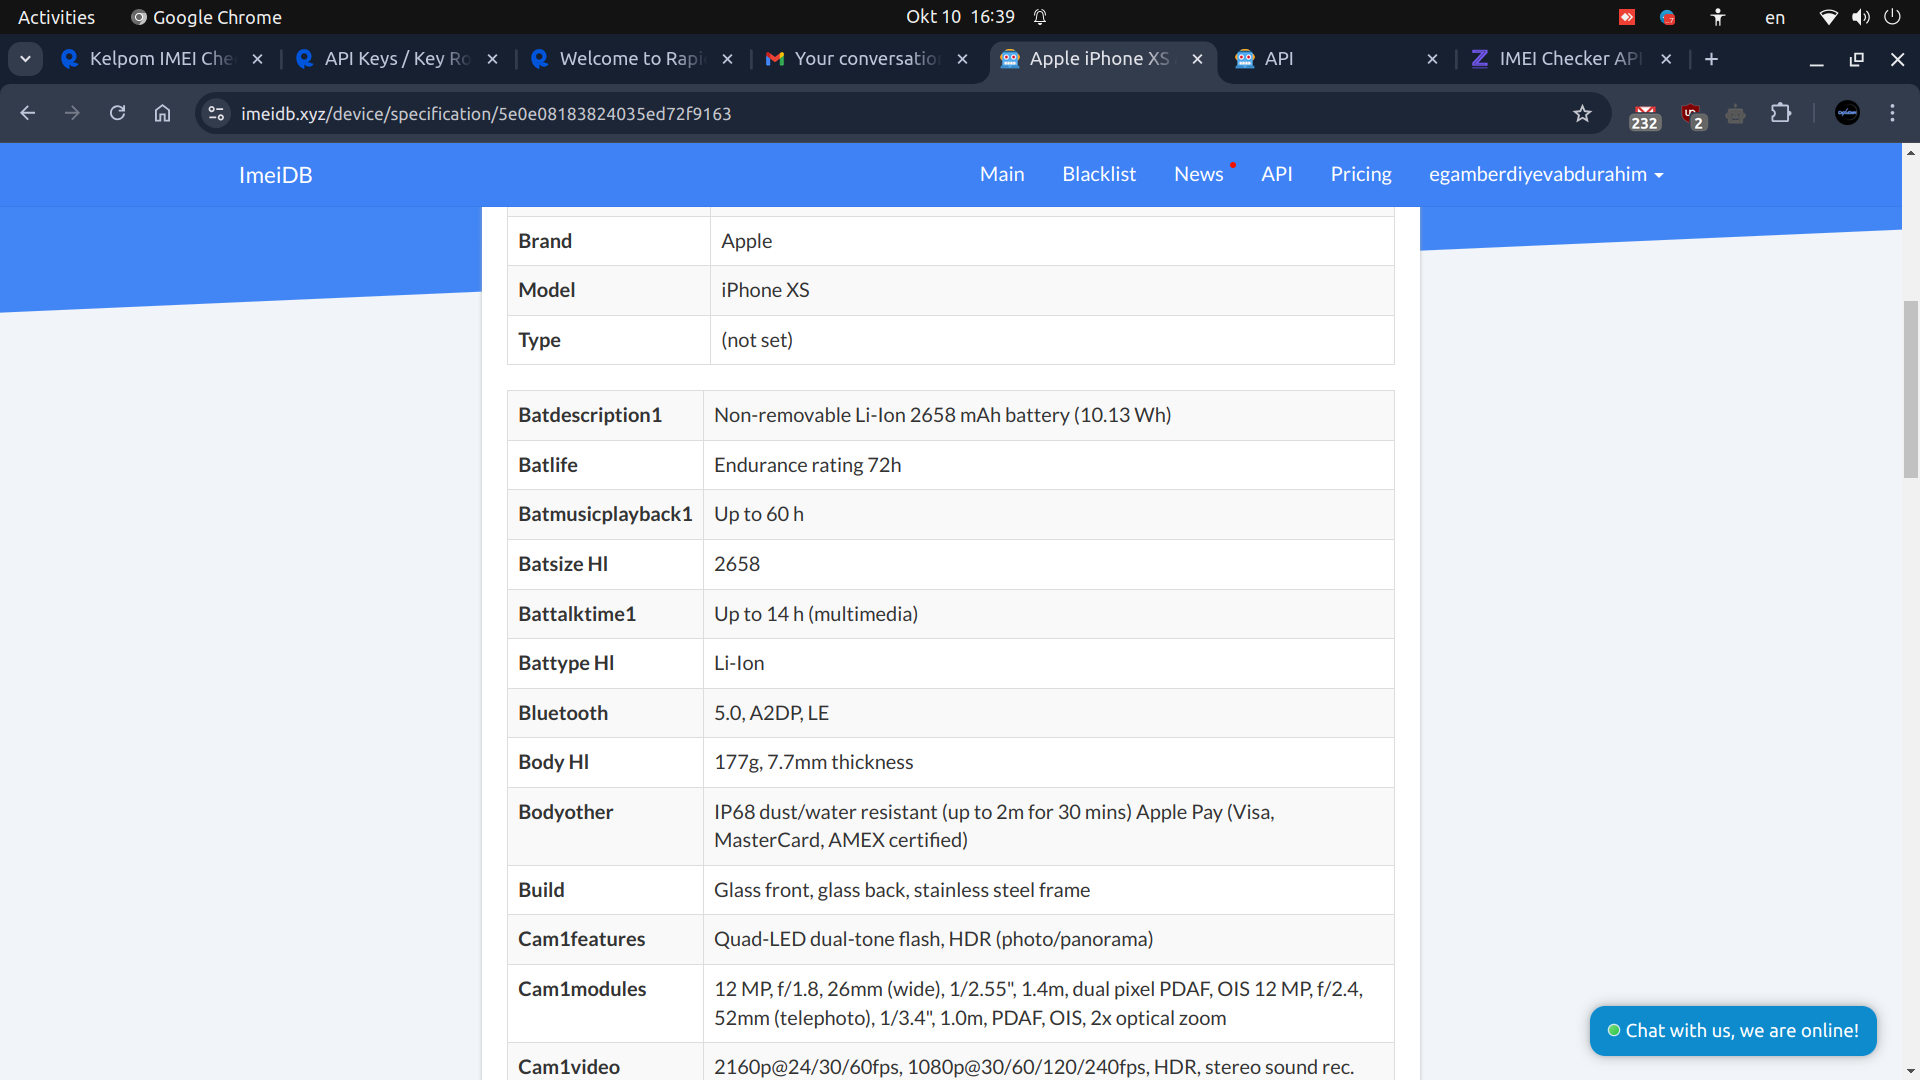 Activities
Google Chrome
Okt 10 16:39
en
Kelpom IMEI Che
API Keys / Key Ro
Welcome to Rapi
Your conversatio
Apple iPhone XS
API
IMEI Checker API
imeidb.xyz/device/specification/5e0e08183824035ed72f9163
232
2
ImeiDB
Main
Blacklist
News
API
Pricing
egamberdiyevabdurahim
Brand Apple
Model iPhone XS
Type (not set)
Batdescription1 Non-removable Li-Ion 2658 mAh battery (10.13 Wh)
Batlife Endurance rating 72h
Batmusicplayback1 Up to 60 h
Batsize Hl 2658
Battalktime1 Up to 14 h (multimedia)
Battype Hl Li-Ion
Bluetooth 5.0, A2DP, LE
Body Hl 177g, 7.7mm thickness
Bodyother IP68 dust/water resistant (up to 2m for 30 mins) Apple Pay (Visa,
MasterCard, AMEX certified)
Build Glass front, glass back, stainless steel frame
Cam1features Quad-LED dual-tone flash, HDR (photo/panorama)
Cam1modules 12 MP, f/1.8, 26mm (wide), 1/2.55", 1.4m, dual pixel PDAF, OIS 12 MP, f/2.4,
52mm (telephoto), 1/3.4", 1.0m, PDAF, OIS, 2x optical zoom
Cam1video 2160p@24/30/60fps, 1080p@30/60/120/240fps, HDR, stereo sound rec.
Chat with us, we are online!